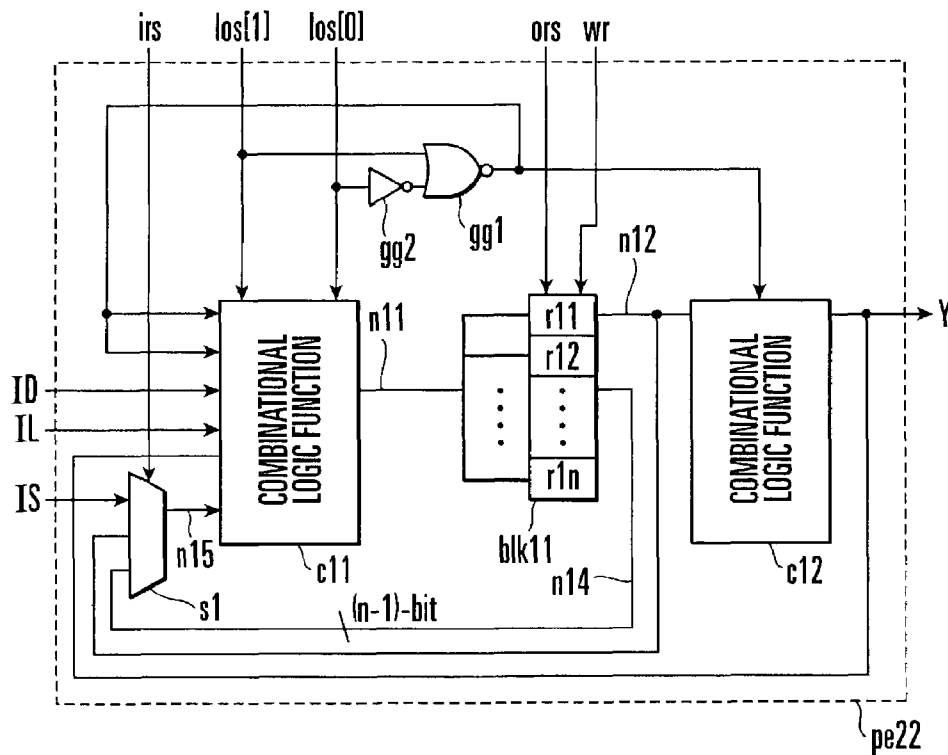 irs los[1] los[0] ors wr
gg2
gg1
n12
n11
r11
r12
r1n
Y
ID
IL
IS
COMBINATIONAL
LOGIC FUNCTION
COMBINATIONAL
LOGIC FUNCTION
n15
c11
blk11
c12
s1
n14
(n-1)-bit
pe22